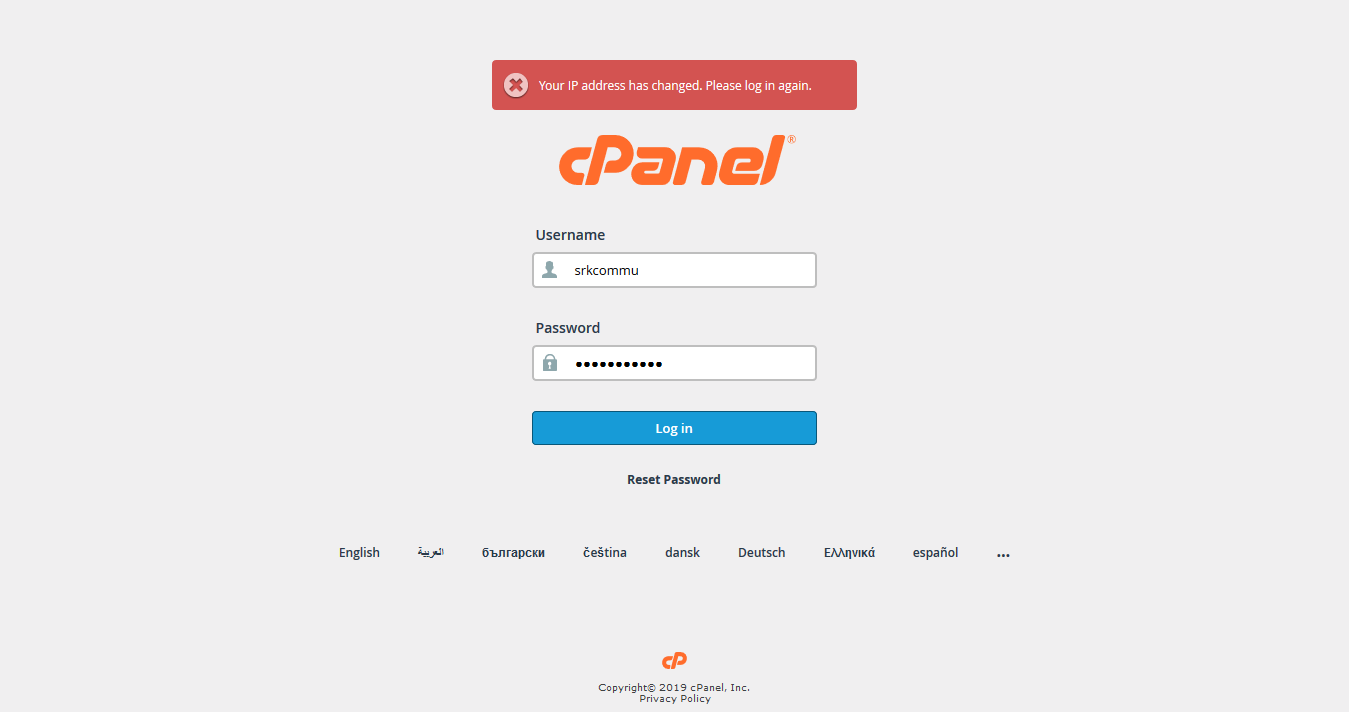 Your IP address has changed. Please log in again.
cPanel®
Username
srkcommu
Password
•••••••••••
Log in
Reset Password
English العربية български čeština dansk Deutsch Ελληνικά español ...
cP
Copyright© 2019 cPanel, Inc.
Privacy Policy